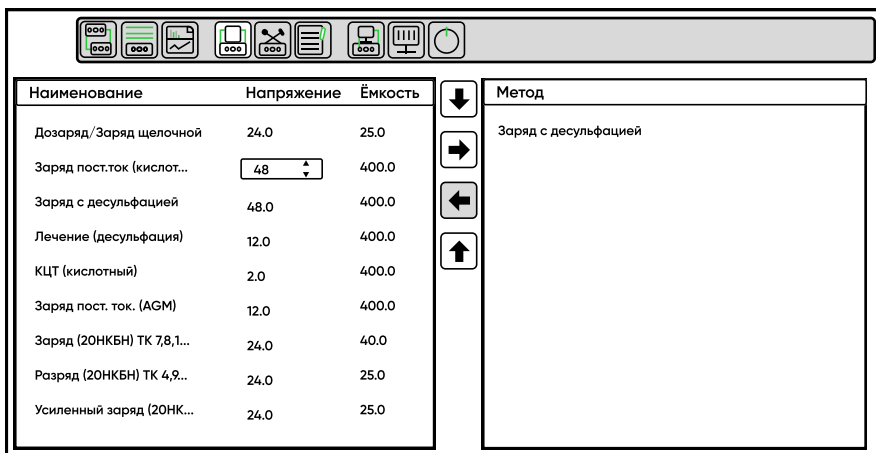 Наименование Напряжение Ёмкость
Дозаряд/Заряд щелочной 24.0 25.0
Заряд пост.ток (кислот... 48 400.0
Заряд с десульфацией 48.0 400.0
Лечение (десульфация) 12.0 400.0
КЦТ (кислотный) 2.0 400.0
Заряд пост. ток. (AGM) 12.0 400.0
Заряд (20НКБН) ТК 7,8,1... 24.0 40.0
Разряд (20НКБН) ТК 4,9... 24.0 25.0
Усиленный заряд (20НК... 24.0 25.0
Метод
Заряд с десульфацией